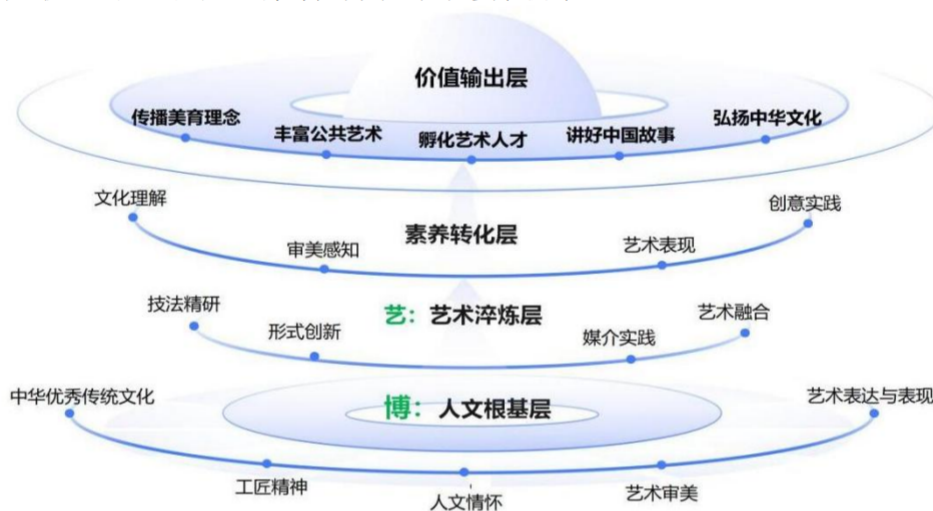 价值输出层
传播美育理念
丰富公共艺术
孵化艺术人才
讲好中国故事
弘扬中华文化
文化理解
审美感知
素养转化层
艺术表现
创意实践
技法精研
形式创新
艺：艺术淬炼层
媒介实践
艺术融合
中华优秀传统文化
博：人文根基层
艺术表达与表现
工匠精神
人文情怀
艺术审美